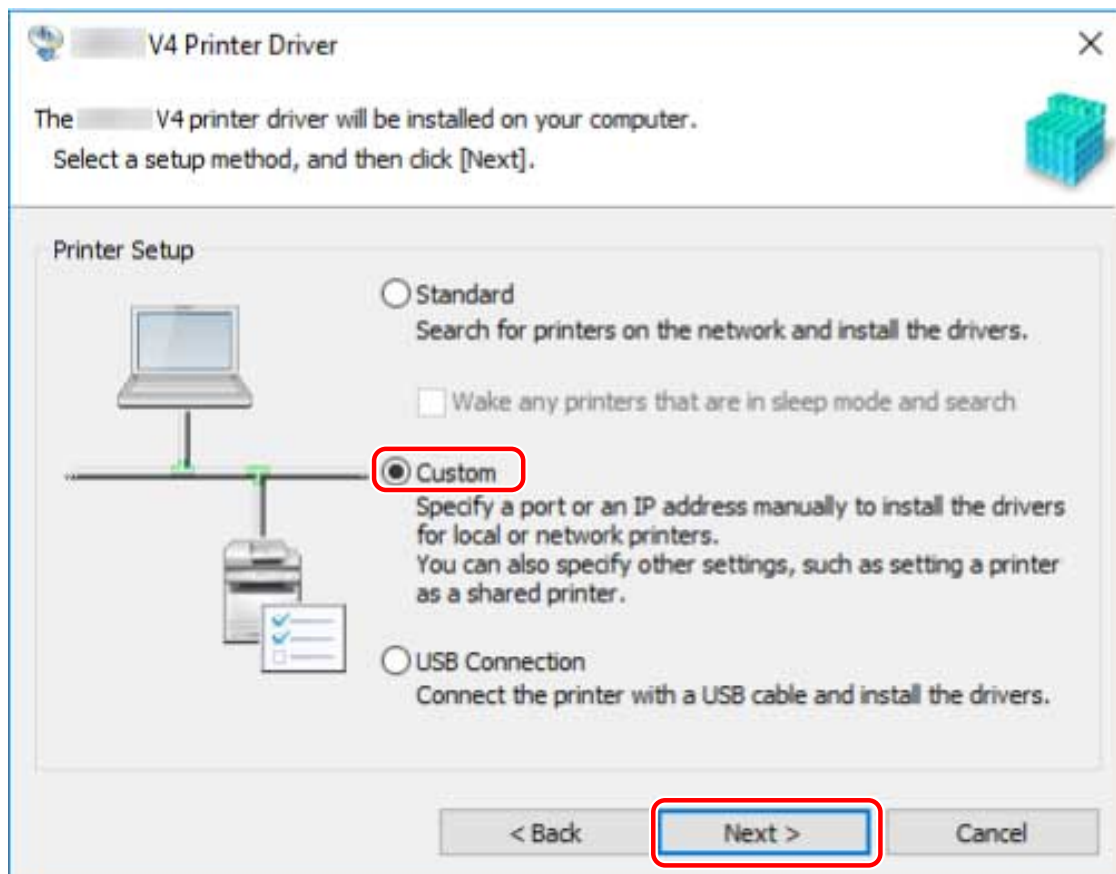 V4 Printer Driver
The V4 printer driver will be installed on your computer.
Select a setup method, and then click [Next].
Printer Setup
Standard
Search for printers on the network and install the drivers.
Wake any printers that are in sleep mode and search
Custom
Specify a port or an IP address manually to install the drivers
for local or network printers.
You can also specify other settings, such as setting a printer
as a shared printer.
USB Connection
Connect the printer with a USB cable and install the drivers.
< Back
Next >
Cancel